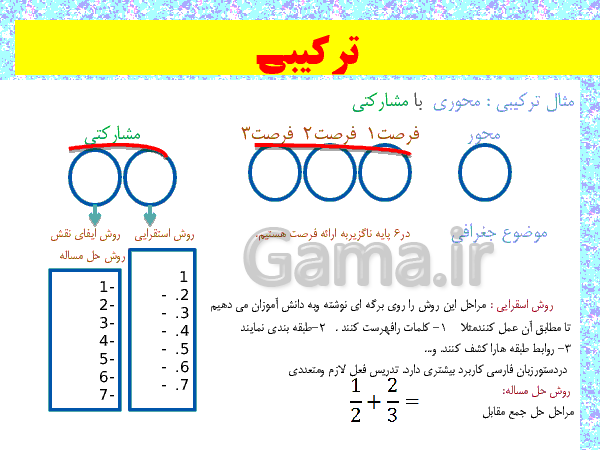 ترکیبی
مثال ترکیبی : محوری با مشارکتی
محور فرصت۱ فرصت۲ فرصت۳ مشارکتی
موضوع جغرافی
در۶ پایه ناگزیربه ارائه فرصت هستیم.
روش استقرایی
روش ایفای نقش
روش حل مساله
1
2. -
3. -
4. -
5. -
6. -
7. -
1-
2-
3-
4-
5-
6-
7-
Gama.ir
روش اسقرایی : مراحل این روش را روی برگه ای نوشته وبه دانش آموزان می دهیم
تا مطابق آن عمل کنندمثلا ۱- کلمات رافهرست کنند . ۲-طبقه بندی نمایند
۳- روابط طبقه هارا کشف کنند. و...
دردستورزبان فارسی کاربرد بیشتری دارد. تدریس فعل لازم ومتعددی
روش حل مساله:
مراحل حل جمع مقابل
1/2 + 2/3 =